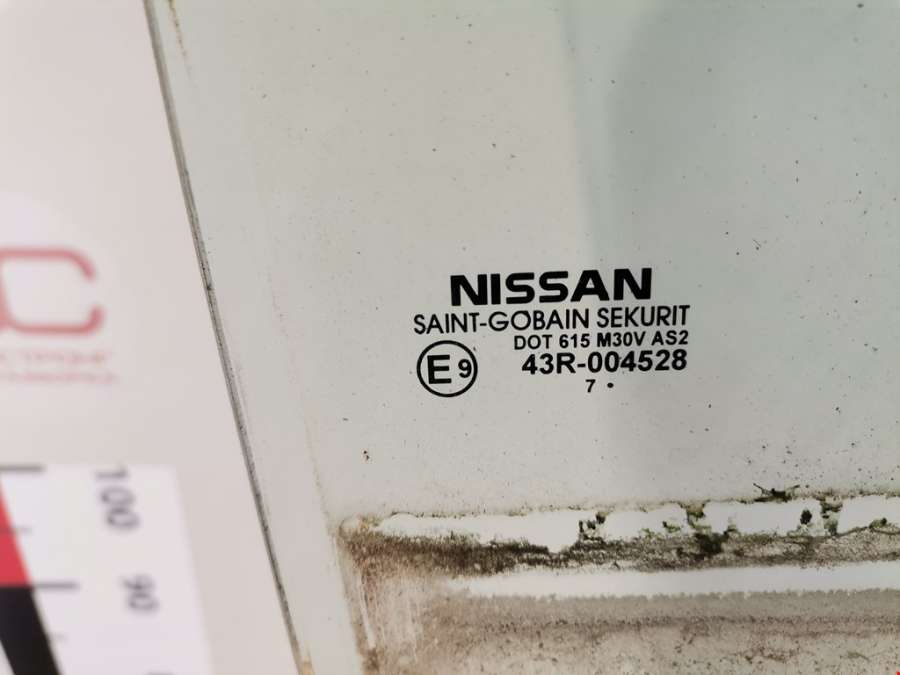 NISSAN
SAINT-GOBAIN SEKURIT
DOT 615 M30V AS2
E9 43R-004528
7 •
C
100
90